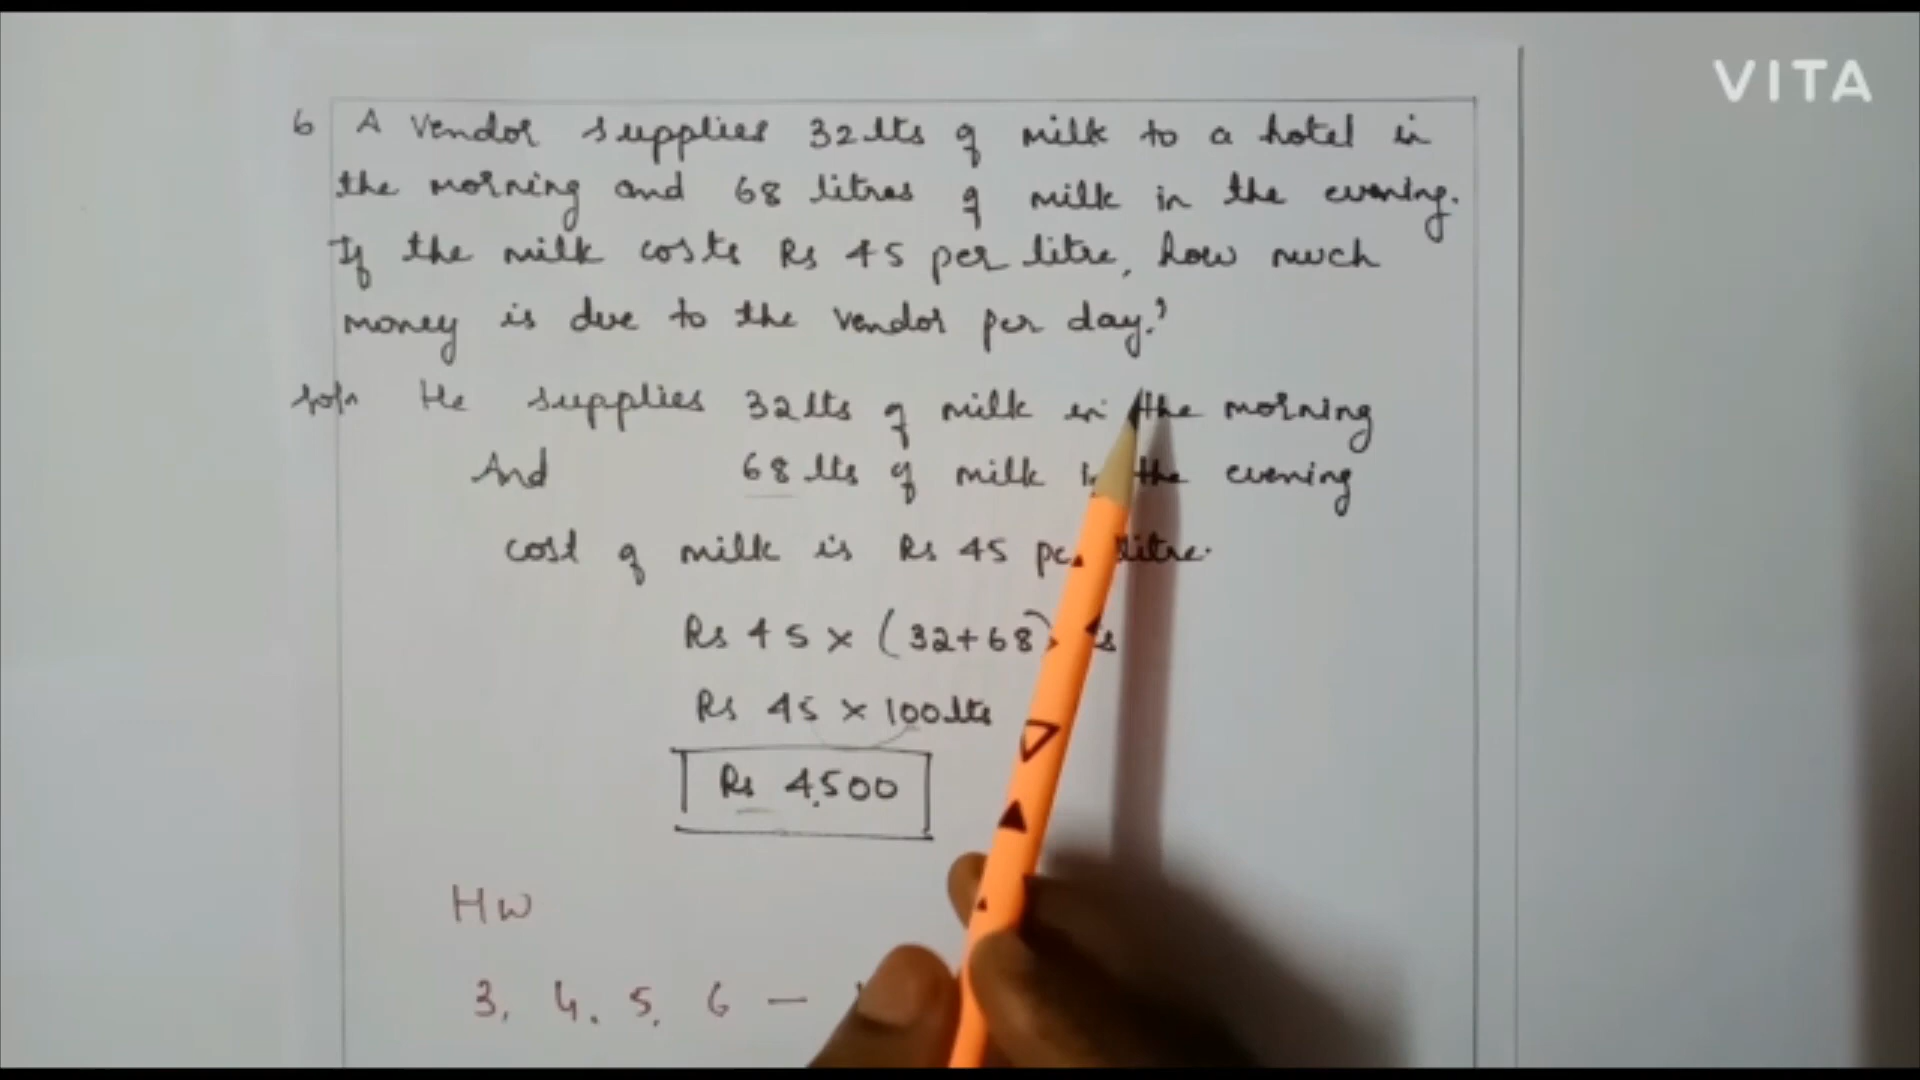 VITA
6 A Vendor supplies 32 lts of milk to a hotel in
the morning and 68 litres of milk in the evening.
If the milk costs Rs 45 per litre, how much
money is due to the vendor per day.?
Soln He supplies 32 lts of milk in the morning
And 68 lts of milk in the evening
cost of milk is Rs 45 per litre.
Rs 45 × (32+68)
Rs 45 × 100 lts
Rs 4,500
HW
3, 4. 5, 6 —